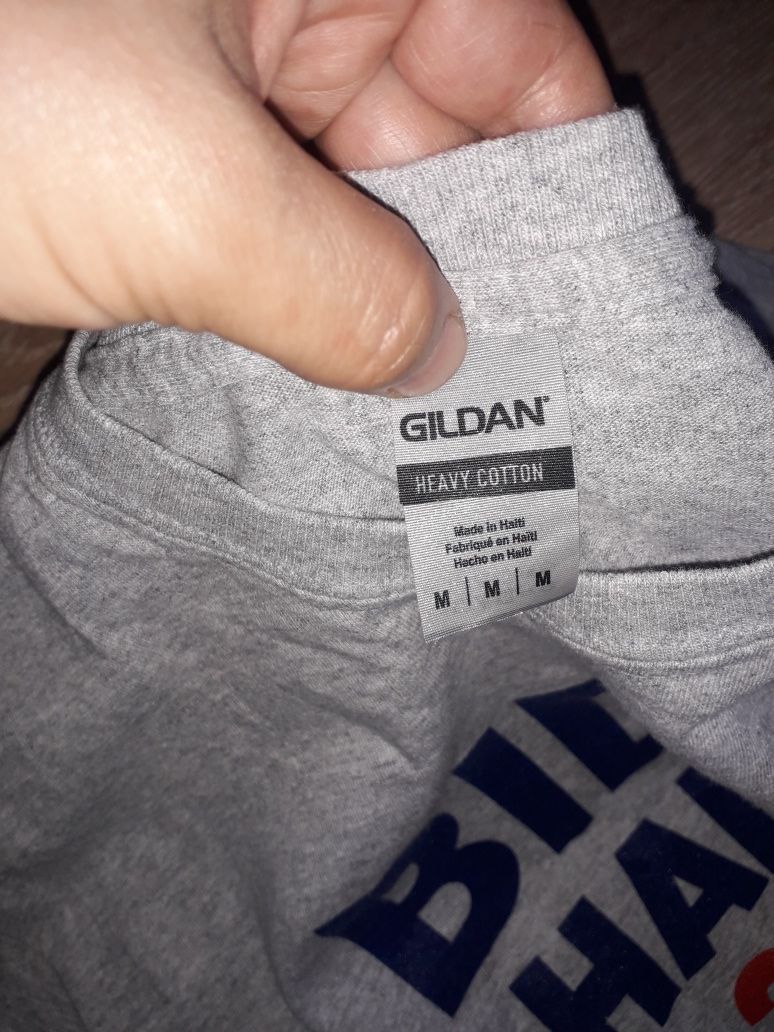 GILDAN®
HEAVY COTTON
Made in Haiti
Fabriqué en Haïti
Hecho en Haití
M | M | M